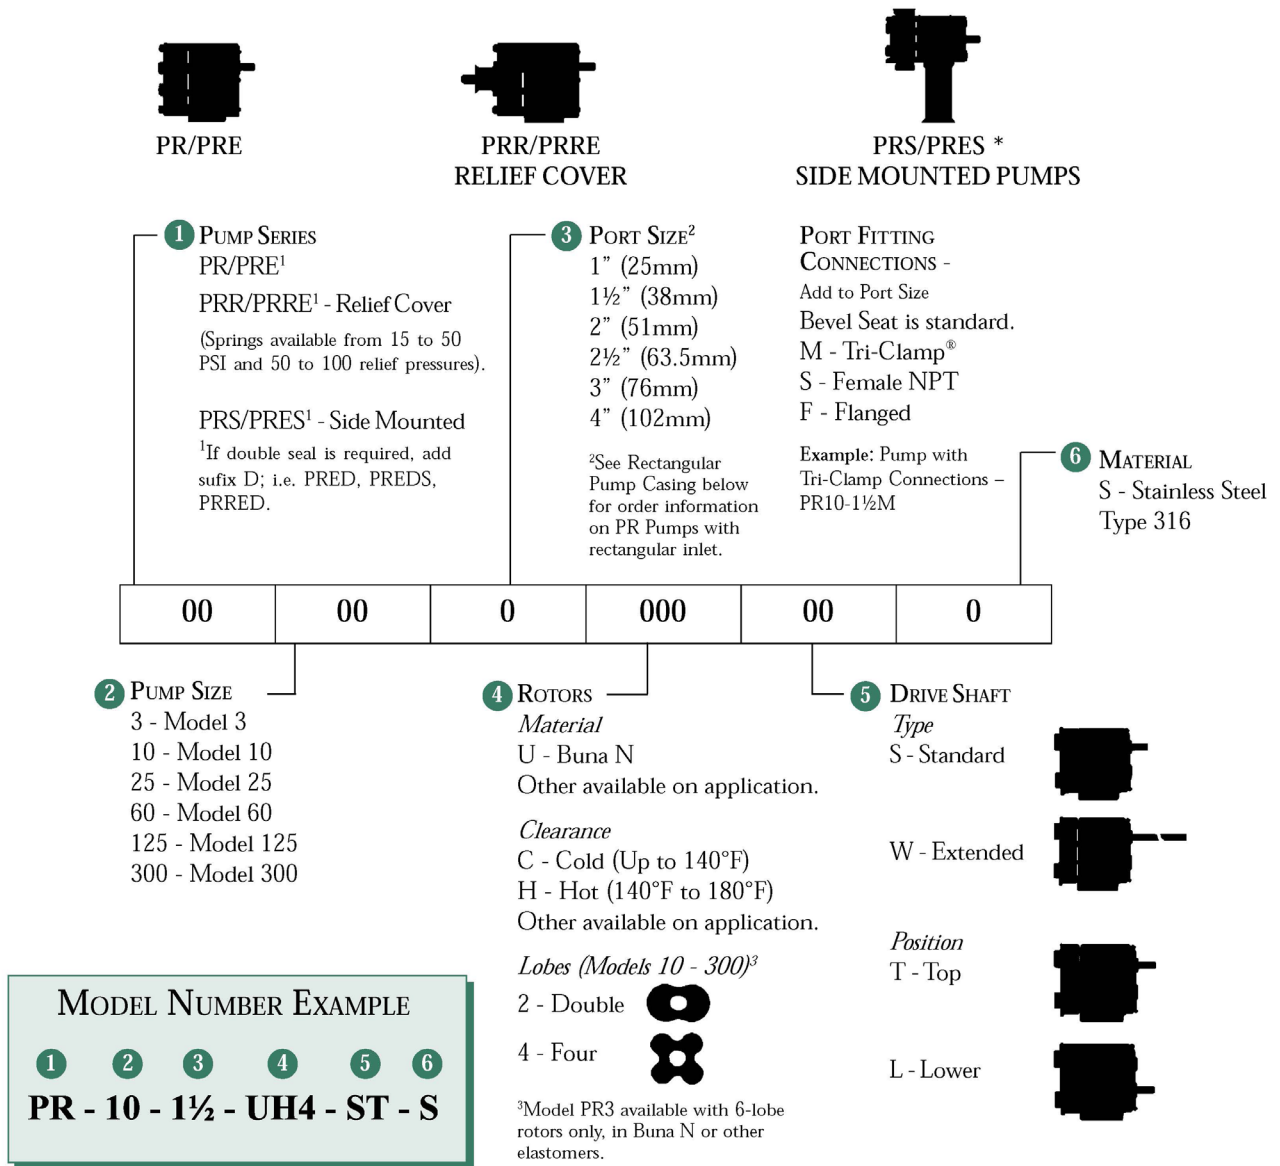 PR/PRE
PRR/PRRE
RELIEF COVER
PRS/PRES *
SIDE MOUNTED PUMPS
1 PUMP SERIES
PR/PRE¹
PRR/PRRE¹ - Relief Cover
(Springs available from 15 to 50
PSI and 50 to 100 relief pressures).
PRS/PRES¹ - Side Mounted
¹If double seal is required, add
sufix D; i.e. PRED, PREDS,
PRRED.
3 PORT SIZE²
1” (25mm)
1½” (38mm)
2” (51mm)
2½” (63.5mm)
3” (76mm)
4” (102mm)
²See Rectangular
Pump Casing below
for order information
on PR Pumps with
rectangular inlet.
PORT FITTING
CONNECTIONS -
Add to Port Size
Bevel Seat is standard.
M - Tri-Clamp®
S - Female NPT
F - Flanged
Example: Pump with
Tri-Clamp Connections –
PR10-1½M
6 MATERIAL
S - Stainless Steel
Type 316
00 00 0 000 00 0
2 PUMP SIZE
3 - Model 3
10 - Model 10
25 - Model 25
60 - Model 60
125 - Model 125
300 - Model 300
4 ROTORS
Material
U - Buna N
Other available on application.
Clearance
C - Cold (Up to 140°F)
H - Hot (140°F to 180°F)
Other available on application.
Lobes (Models 10 - 300)³
2 - Double
4 - Four
³Model PR3 available with 6-lobe
rotors only, in Buna N or other
elastomers.
5 DRIVE SHAFT
Type
S - Standard
W - Extended
Position
T - Top
L - Lower
MODEL NUMBER EXAMPLE
1 2 3 4 5 6
PR - 10 - 1½ - UH4 - ST - S